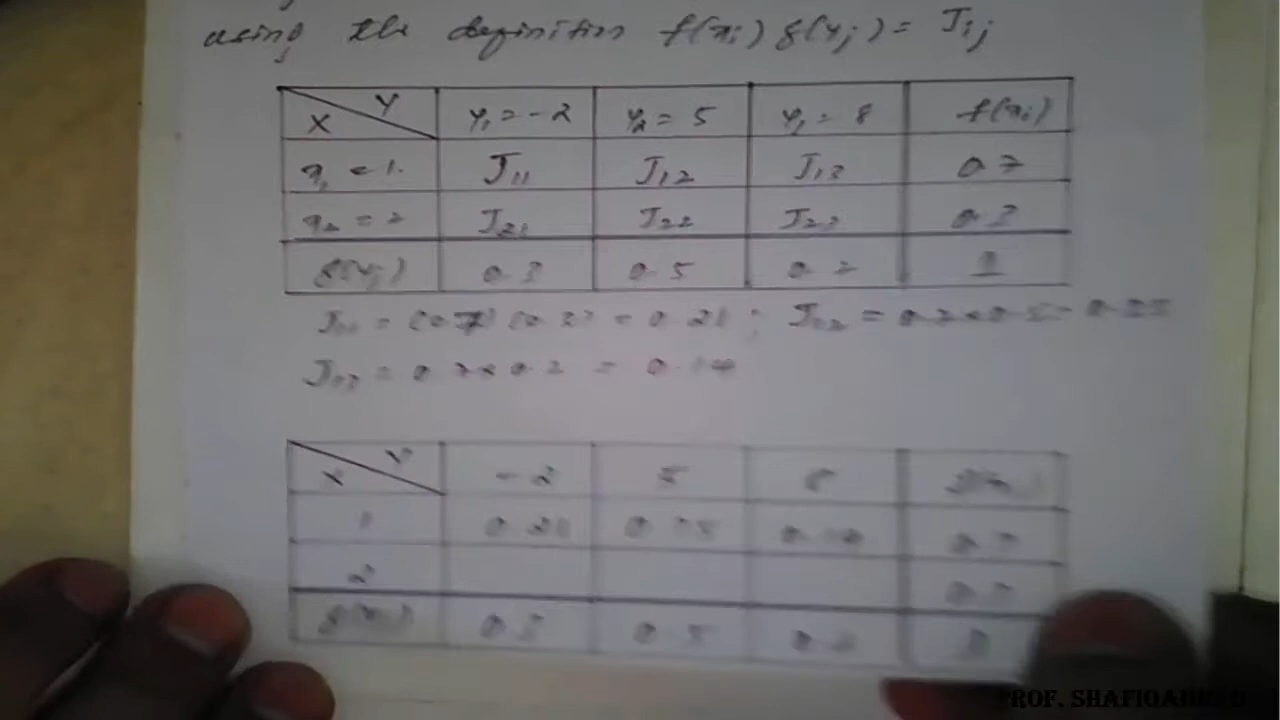 using the definition f(xi) g(yj) = Jij
X Y y1 = -2 y2 = 5 y3 = 8 f(xi)
x1 = 1 J11 J12 J13 0.7
x2 = 2 J21 J22 J23 0.3
g(yj) 0.3 0.5 0.2 1
J11 = (0.7)(0.3) = 0.21 ; J12 = 0.7 x 0.5 = 0.35
J13 = 0.7 x 0.2 = 0.14
X Y -2 5 8
1 0.21 0.35 0.14 0.7
2 0.3
0.3 0.5 0.2 1
PROF. SHAFIQAHMED